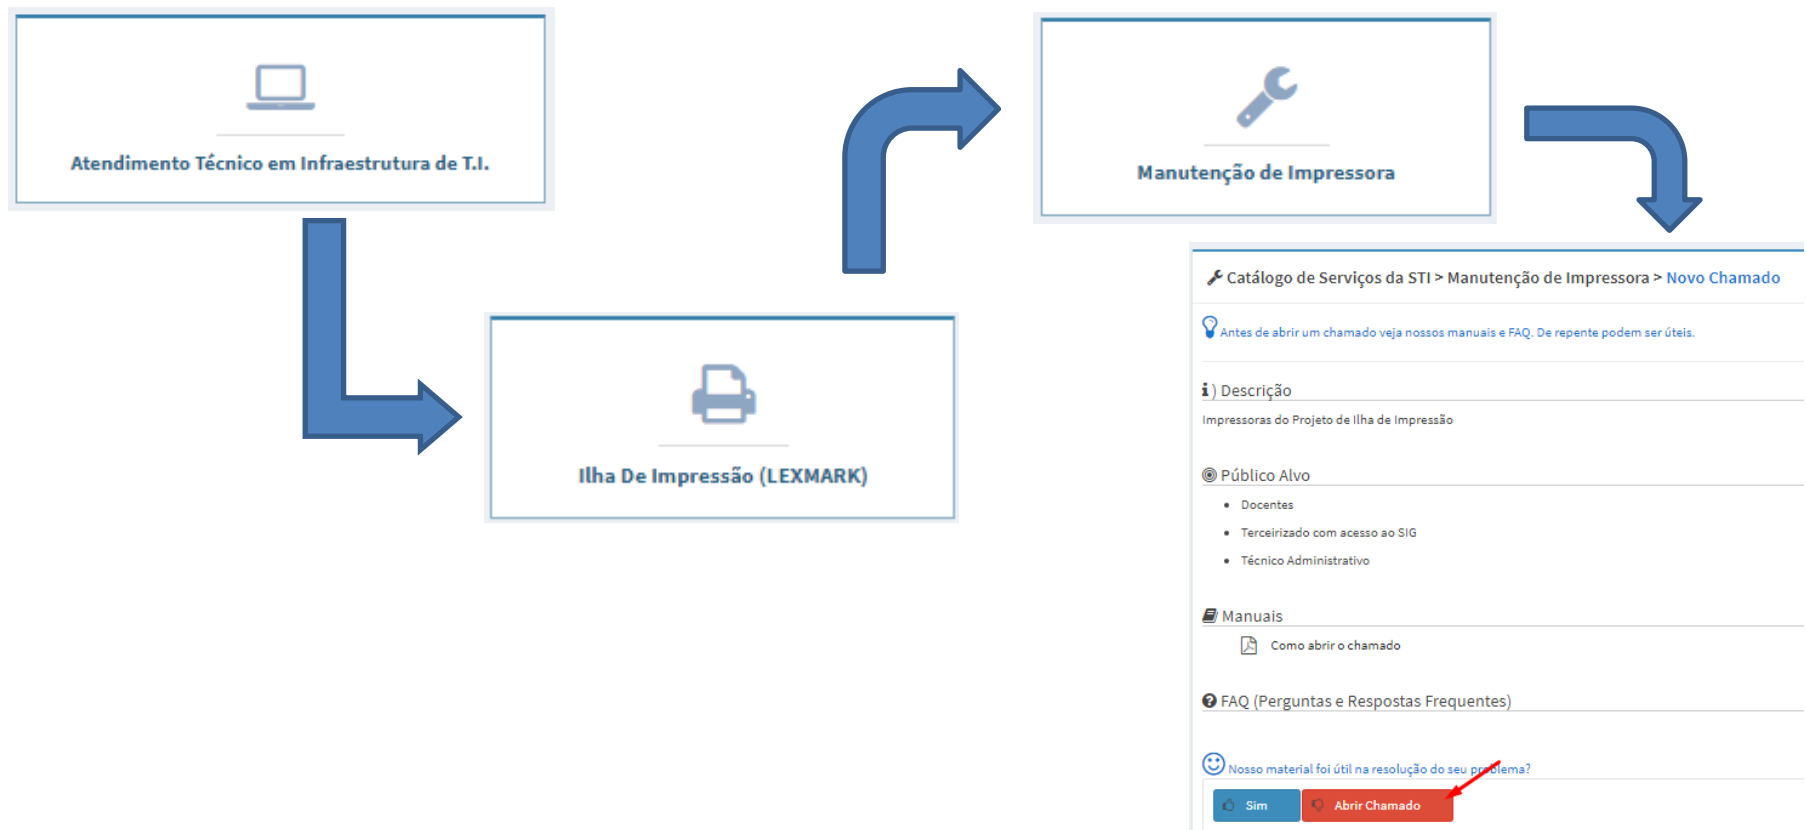 Atendimento Técnico em Infraestrutura de T.I.
Ilha De Impressão (LEXMARK)
Manutenção de Impressora
Catálogo de Serviços da STI > Manutenção de Impressora > Novo Chamado
Antes de abrir um chamado veja nossos manuais e FAQ. De repente podem ser úteis.
i ) Descrição
Impressoras do Projeto de Ilha de Impressão
Público Alvo
• Docentes
• Terceirizado com acesso ao SIG
• Técnico Administrativo
Manuais
Como abrir o chamado
FAQ (Perguntas e Respostas Frequentes)
Nosso material foi útil na resolução do seu problema?
Sim
Abrir Chamado